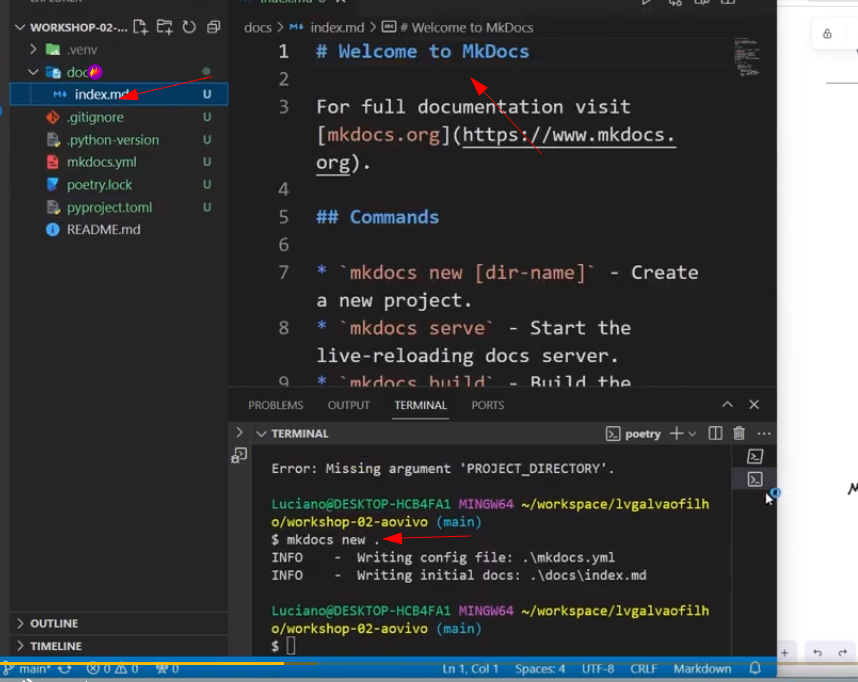 WORKSHOP-02-...
.venv
index.md U
.gitignore U
.python-version U
mkdocs.yml U
poetry.lock U
pyproject.toml U
README.md
OUTLINE
TIMELINE
docs > index.md > # Welcome to MkDocs
1 # Welcome to MkDocs
2
3 For full documentation visit
[mkdocs.org](https://www.mkdocs.
org).
4
5 ## Commands
6
7 * `mkdocs new [dir-name]` - Create
a new project.
8 * `mkdocs serve` - Start the
live-reloading docs server.
9 * `mkdocs build` - Build the
PROBLEMS OUTPUT TERMINAL PORTS
TERMINAL poetry
Error: Missing argument 'PROJECT_DIRECTORY'.
Luciano@DESKTOP-HCB4FA1 MINGW64 ~/workspace/lvgalvaofilh
o/workshop-02-aovivo (main)
$ mkdocs new .
INFO - Writing config file: .\mkdocs.yml
INFO - Writing initial docs: .\docs\index.md
Luciano@DESKTOP-HCB4FA1 MINGW64 ~/workspace/lvgalvaofilh
o/workshop-02-aovivo (main)
$
main* 0 0 0 Ln 1, Col 1 Spaces: 4 UTF-8 CRLF Markdown